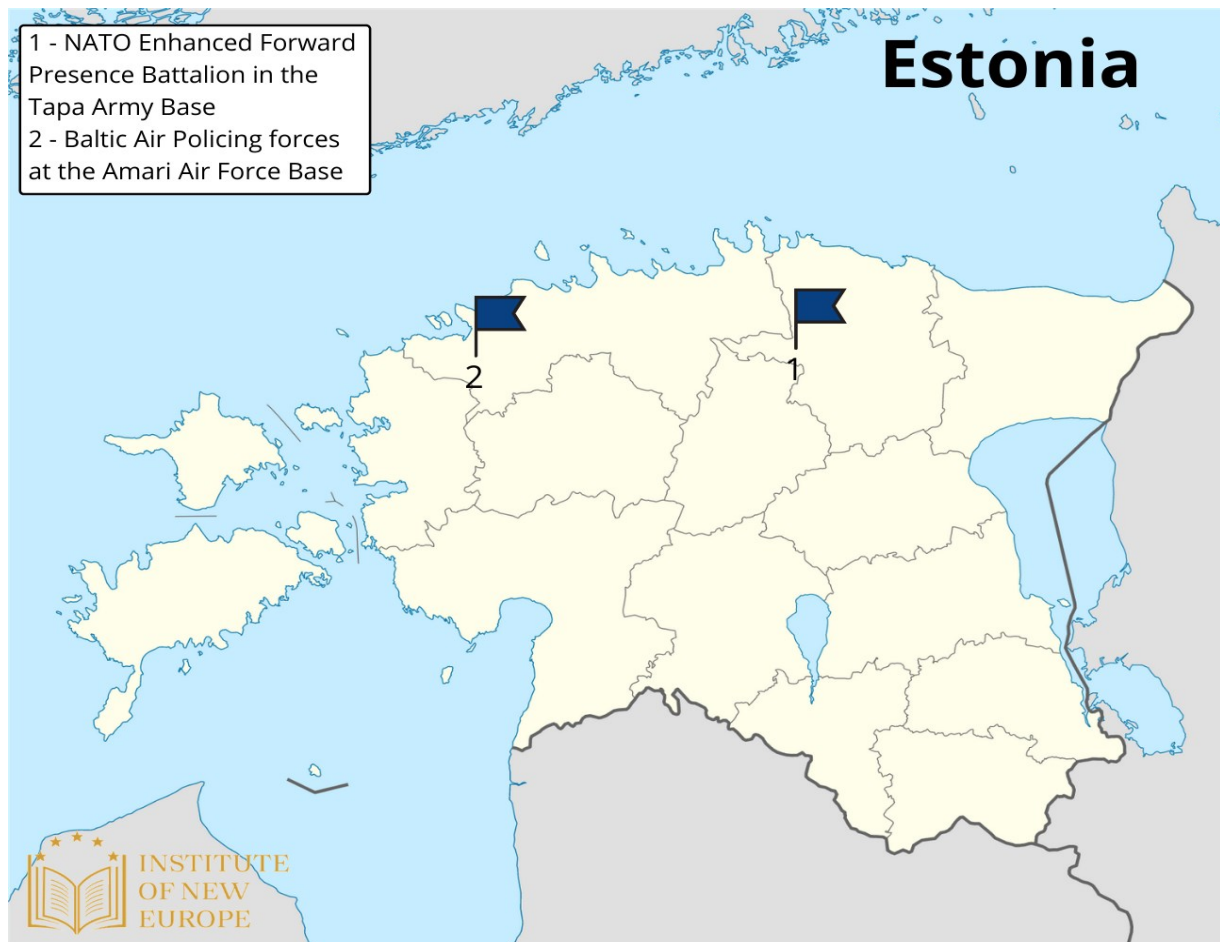 1 - NATO Enhanced Forward
Presence Battalion in the
Tapa Army Base
2 - Baltic Air Policing forces
at the Amari Air Force Base
Estonia
2
1
INSTITUTE
OF NEW
EUROPE